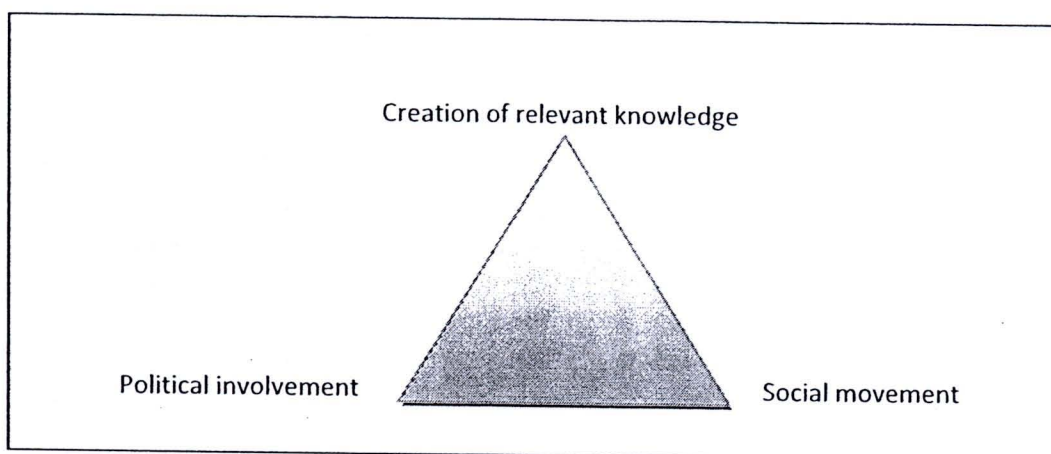 Creation of relevant knowledge
Political involvement
Social movement